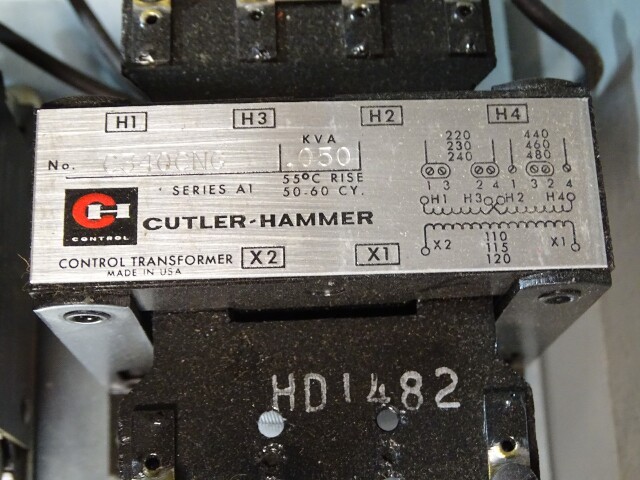 H1 H3 H2 H4
No. KVA .050
55°C RISE
SERIES A1 50-60 CY.
CONTROL
CUTLER-HAMMER
CONTROL TRANSFORMER X2 X1
MADE IN USA
220 440
230 460
240 480
1 3 2 4 1 3 2 4
H1 H3 H2 H4
X2 110 X1
115
120
HD1482